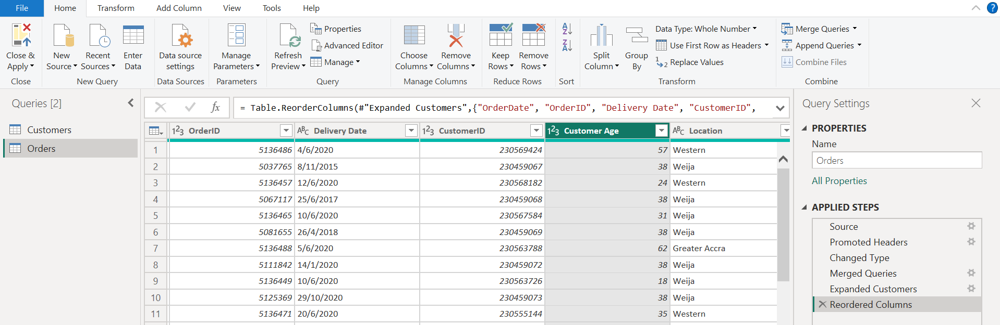 File Home Transform Add Column View Tools Help
Close & Apply
Close
New Source
Recent Sources
Enter Data
New Query
Data source settings
Data Sources
Manage Parameters
Parameters
Refresh Preview
Properties
Advanced Editor
Manage
Query
Choose Columns
Remove Columns
Manage Columns
Keep Rows
Remove Rows
Reduce Rows
Sort
Split Column
Group By
Data Type: Whole Number
Use First Row as Headers
Replace Values
Transform
Merge Queries
Append Queries
Combine Files
Combine
Queries [2]
Customers
Orders
fx = Table.ReorderColumns(#"Expanded Customers",{"OrderDate", "OrderID", "Delivery Date", "CustomerID",
123 OrderID ABC Delivery Date 123 CustomerID 123 Customer Age ABC Location
1 5136486 4/6/2020 230569424 57 Western
2 5037765 8/11/2015 230459067 38 Weija
3 5136457 12/6/2020 230568182 24 Western
4 5067117 25/6/2017 230459068 38 Weija
5 5136465 10/6/2020 230567584 31 Weija
6 5081655 26/4/2018 230459069 38 Weija
7 5136488 5/6/2020 230563788 62 Greater Accra
8 5111842 14/1/2020 230459072 38 Weija
9 5136449 10/6/2020 230563726 18 Weija
10 5125369 29/10/2020 230459073 38 Weija
11 5136471 20/6/2020 230555144 35 Western
Query Settings
PROPERTIES
Name
Orders
All Properties
APPLIED STEPS
Source
Promoted Headers
Changed Type
Merged Queries
Expanded Customers
Reordered Columns